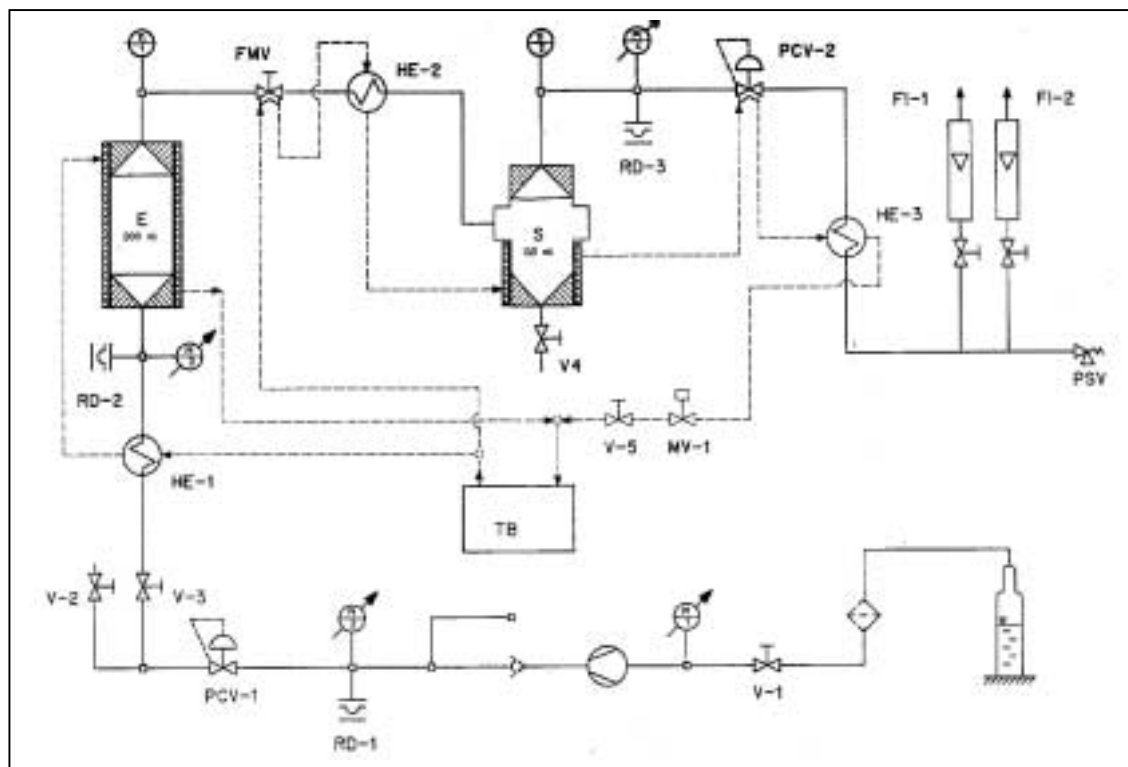 FMV
HE-2
PCV-2
FI-1
FI-2
RD-3
E
S
HE-3
V4
PSV
RD-2
V-5
MV-1
HE-1
TB
V-2
V-3
PCV-1
V-1
RD-1